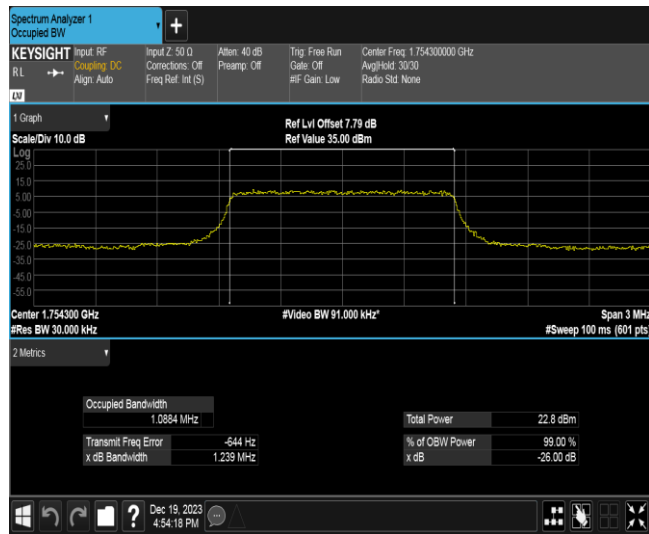 Spectrum Analyzer 1
Occupied BW
+
KEYSIGHT Input: RF Input Z: 50 Ω Atten: 40 dB Trig: Free Run Center Freq: 1.754300000 GHz
RL Coupling: DC Corrections: Off Preamp: Off Gate: Off Avg|Hold: 30/30
Align: Auto Freq Ref: Int (S) #IF Gain: Low Radio Std: None
LXI
1 Graph
Ref Lvl Offset 7.79 dB
Scale/Div 10.0 dB Ref Value 35.00 dBm
Log
25.0
15.0
5.00
-5.00
-15.0
-25.0
-35.0
-45.0
-55.0
Center 1.754300 GHz #Video BW 91.000 kHz* Span 3 MHz
#Res BW 30.000 kHz #Sweep 100 ms (601 pts)
2 Metrics
Occupied Bandwidth
1.0884 MHz Total Power 22.8 dBm
Transmit Freq Error -644 Hz % of OBW Power 99.00 %
x dB Bandwidth 1.239 MHz x dB -26.00 dB
? Dec 19, 2023
4:54:18 PM